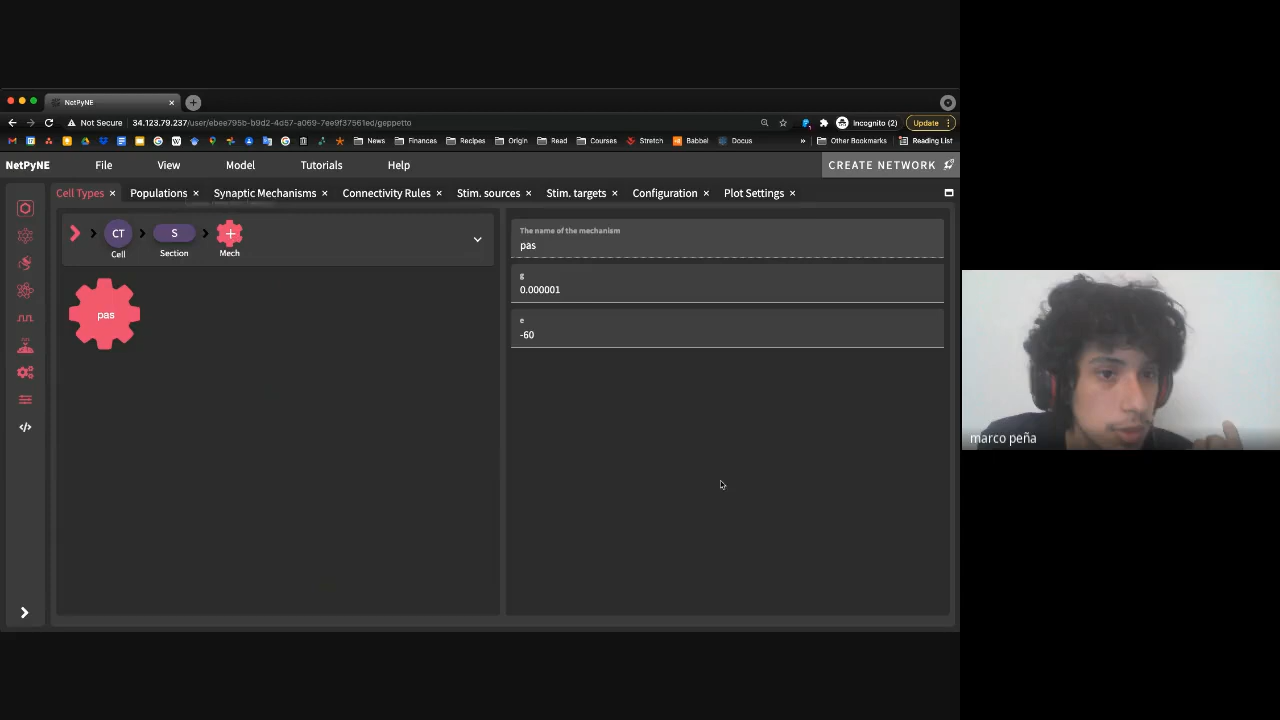 NetPyNE
Not Secure 34.123.79.237/user/ebee795b-b9d2-4d57-a069-7ee9f37561ed/geppetto
Incognito (2)
Update
News
Finances
Recipes
Origin
Read
Courses
Stretch
Babbel
Docus
»
Other Bookmarks
Reading List
NetPyNE File View Model Tutorials Help CREATE NETWORK
Cell Types Populations Synaptic Mechanisms Connectivity Rules Stim. sources Stim. targets Configuration Plot Settings
CT S +
Cell Section Mech
pas
The name of the mechanism
pas
g
0.000001
e
-60
marco peña